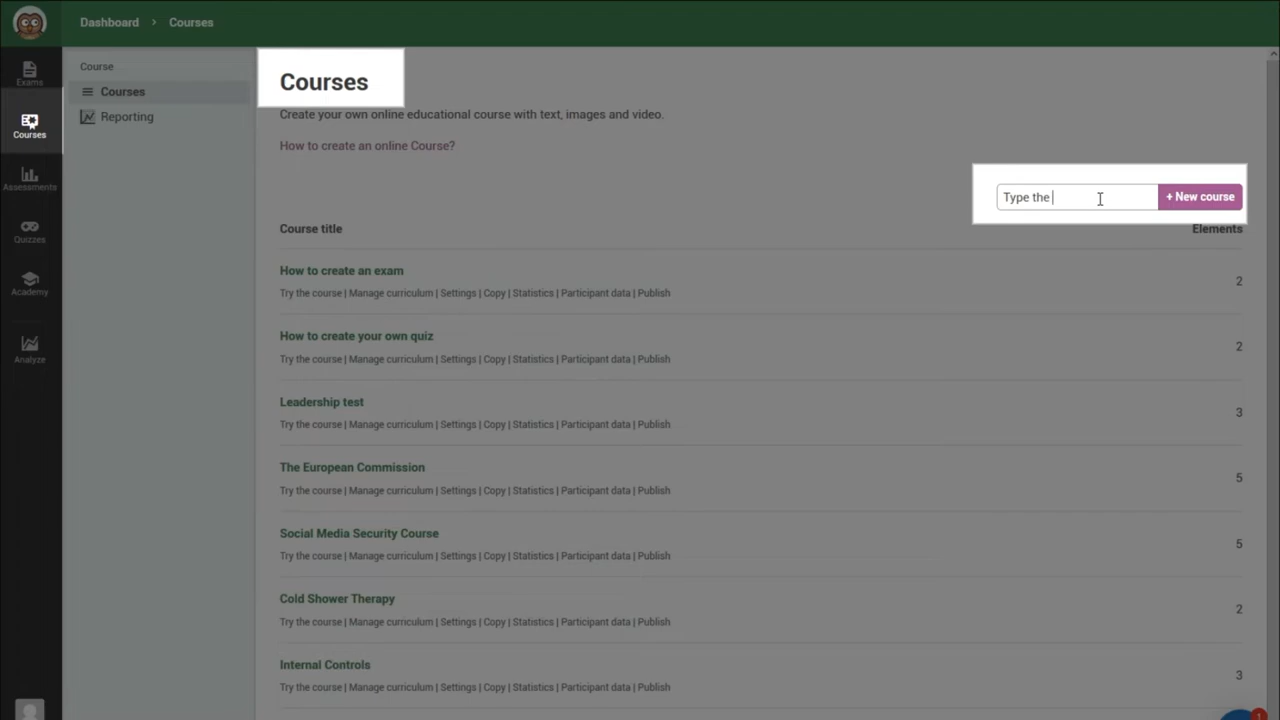 Dashboard > Courses
Exams
Courses
Assessments
Quizzes
Academy
Analyze
Course
Courses
Reporting
Courses
Create your own online educational course with text, images and video.
How to create an online Course?
Type the
+ New course
Course title Elements
How to create an exam 2
Try the course | Manage curriculum | Settings | Copy | Statistics | Participant data | Publish
How to create your own quiz 2
Try the course | Manage curriculum | Settings | Copy | Statistics | Participant data | Publish
Leadership test 3
Try the course | Manage curriculum | Settings | Copy | Statistics | Participant data | Publish
The European Commission 5
Try the course | Manage curriculum | Settings | Copy | Statistics | Participant data | Publish
Social Media Security Course 5
Try the course | Manage curriculum | Settings | Copy | Statistics | Participant data | Publish
Cold Shower Therapy 2
Try the course | Manage curriculum | Settings | Copy | Statistics | Participant data | Publish
Internal Controls 3
Try the course | Manage curriculum | Settings | Copy | Statistics | Participant data | Publish
1